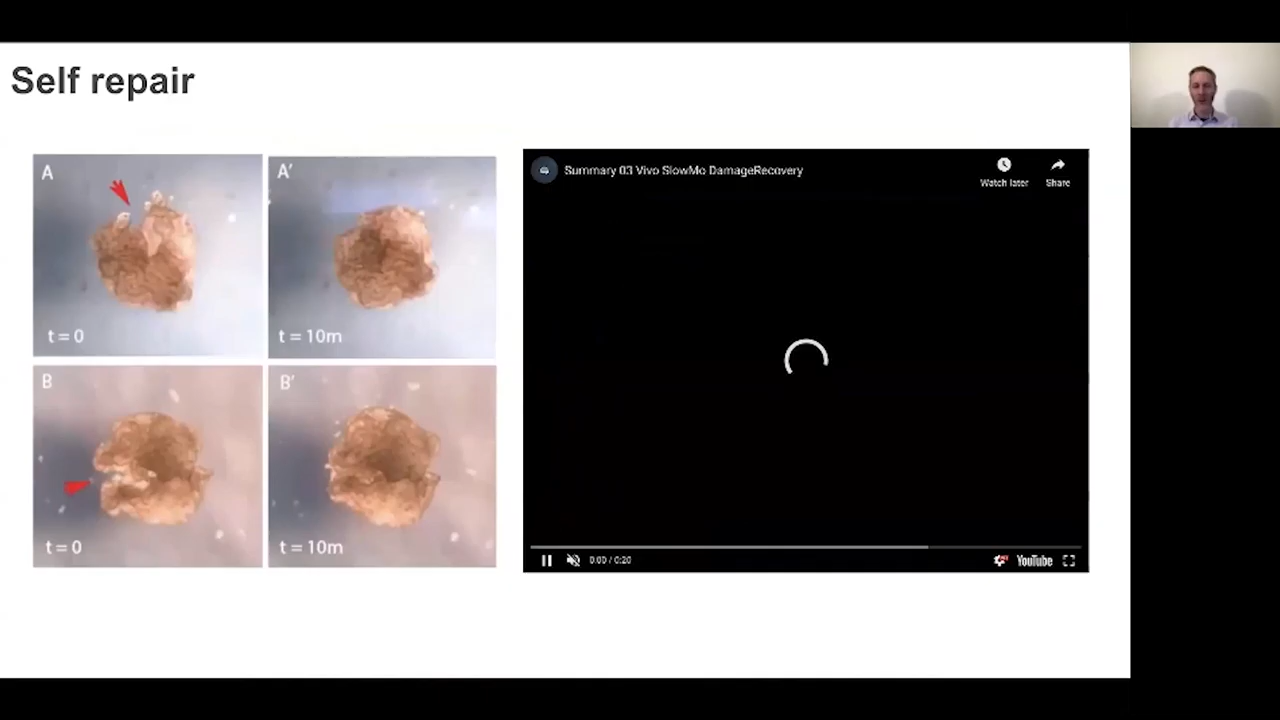 Self repair
A
A'
t = 0
t = 10m
B
B'
t = 0
t = 10m
Summary 03 Vivo SlowMo DamageRecovery
Watch later
Share
0:00 / 0:20
YouTube